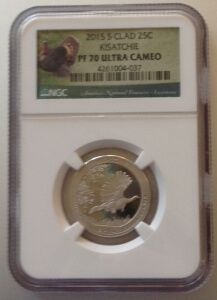 2015 S CLAD 25C
KISATCHIE
PF 70 ULTRA CAMEO
4261004-037
NGC